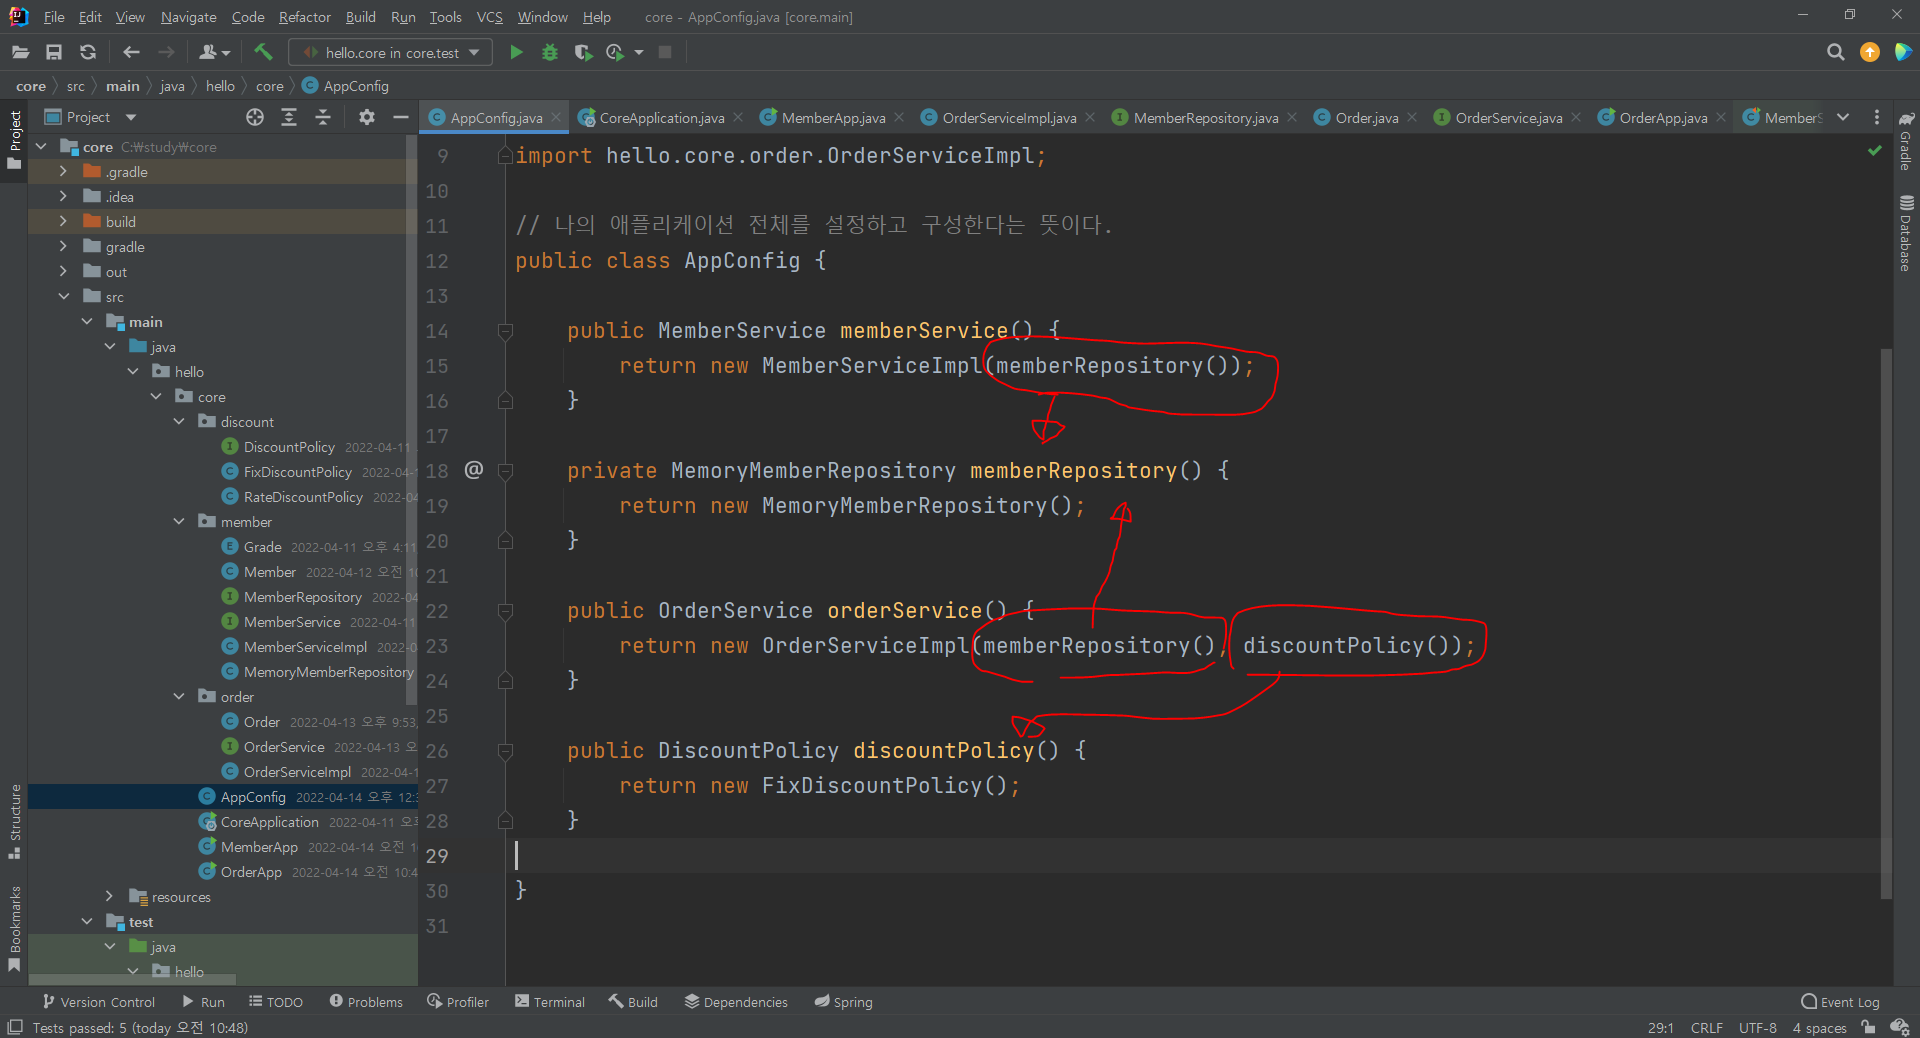 File Edit View Navigate Code Refactor Build Run Tools VCS Window Help core - AppConfig.java [core.main]
hello.core in core.test
core src main java hello core AppConfig
Project
AppConfig.java CoreApplication.java MemberApp.java OrderServiceImpl.java MemberRepository.java Order.java OrderService.java OrderApp.java MemberS
Project
core C:₩study₩core
.gradle
.idea
build
gradle
out
src
main
java
hello
core
discount
DiscountPolicy 2022-04-11
FixDiscountPolicy 2022-04-1
RateDiscountPolicy 2022-04
member
Grade 2022-04-11 오후 4:11
Member 2022-04-12 오전 10
MemberRepository 2022-04
MemberService 2022-04-11
MemberServiceImpl 2022-0
MemoryMemberRepository
order
Order 2022-04-13 오후 9:53,
OrderService 2022-04-13 오
OrderServiceImpl 2022-04-1
AppConfig 2022-04-14 오후 12:3
CoreApplication 2022-04-11 오후
MemberApp 2022-04-14 오전 1
OrderApp 2022-04-14 오전 10:4
resources
test
java
hello
Structure
Bookmarks
9 import hello.core.order.OrderServiceImpl;
10
11 // 나의 애플리케이션 전체를 설정하고 구성한다는 뜻이다.
12 public class AppConfig {
13
14 public MemberService memberService() {
15 return new MemberServiceImpl(memberRepository());
16 }
17
18 @ private MemoryMemberRepository memberRepository() {
19 return new MemoryMemberRepository();
20 }
21
22 public OrderService orderService() {
23 return new OrderServiceImpl(memberRepository(), discountPolicy());
24 }
25
26 public DiscountPolicy discountPolicy() {
27 return new FixDiscountPolicy();
28 }
29
30 }
31
Gradle
Database
Version Control Run TODO Problems Profiler Terminal Build Dependencies Spring Event Log
Tests passed: 5 (today 오전 10:48) 29:1 CRLF UTF-8 4 spaces